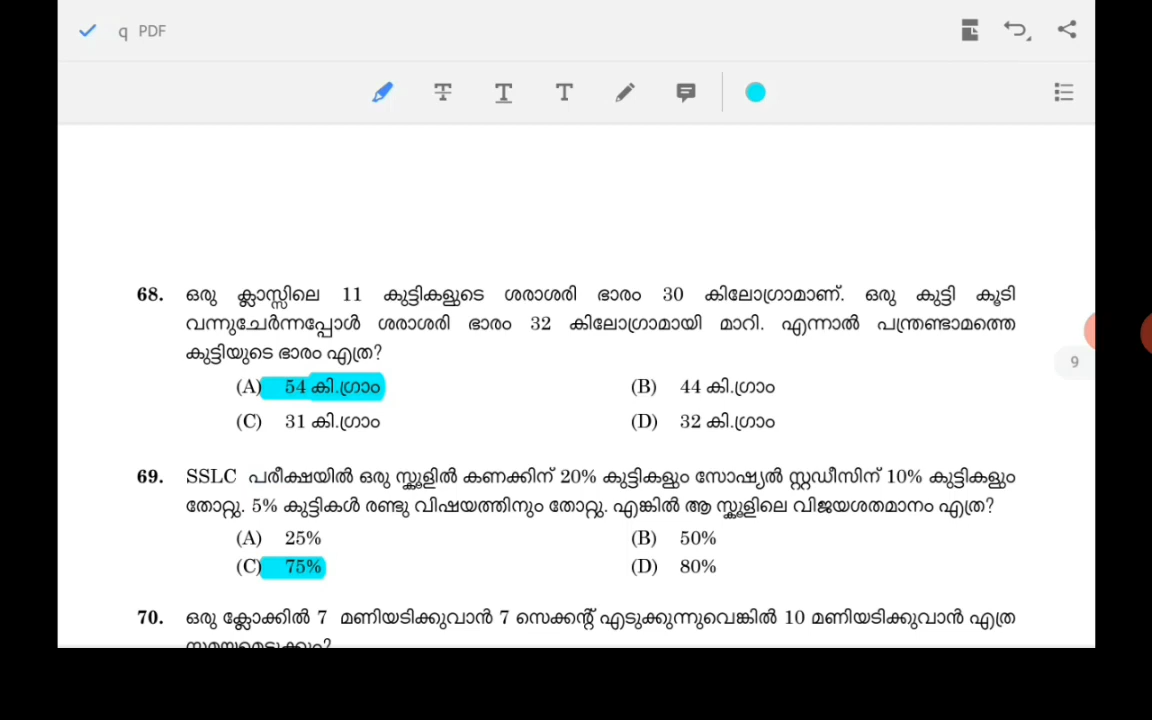 q PDF
68. ഒരു ക്ലാസ്സിലെ 11 കുട്ടികളുടെ ശരാശരി ഭാരം 30 കിലോഗ്രാമാണ്. ഒരു കുട്ടി കൂടി
വന്നുചേർന്നപ്പോൾ ശരാശരി ഭാരം 32 കിലോഗ്രാമായി മാറി. എന്നാൽ പന്ത്രണ്ടാമത്തെ
കുട്ടിയുടെ ഭാരം എത്ര?
(A) 54 കി.ഗ്രാം (B) 44 കി.ഗ്രാം
(C) 31 കി.ഗ്രാം (D) 32 കി.ഗ്രാം
9
69. SSLC പരീക്ഷയിൽ ഒരു സ്കൂളിൽ കണക്കിന് 20% കുട്ടികളും സോഷ്യൽ സ്റ്റഡീസിന് 10% കുട്ടികളും
തോറ്റു. 5% കുട്ടികൾ രണ്ടു വിഷയത്തിനും തോറ്റു. എങ്കിൽ ആ സ്കൂളിലെ വിജയശതമാനം എത്ര?
(A) 25% (B) 50%
(C) 75% (D) 80%
70. ഒരു ക്ലോക്കിൽ 7 മണിയടിക്കുവാൻ 7 സെക്കന്റ് എടുക്കുന്നുവെങ്കിൽ 10 മണിയടിക്കുവാൻ എത്ര
സമയമെടുക്കും?